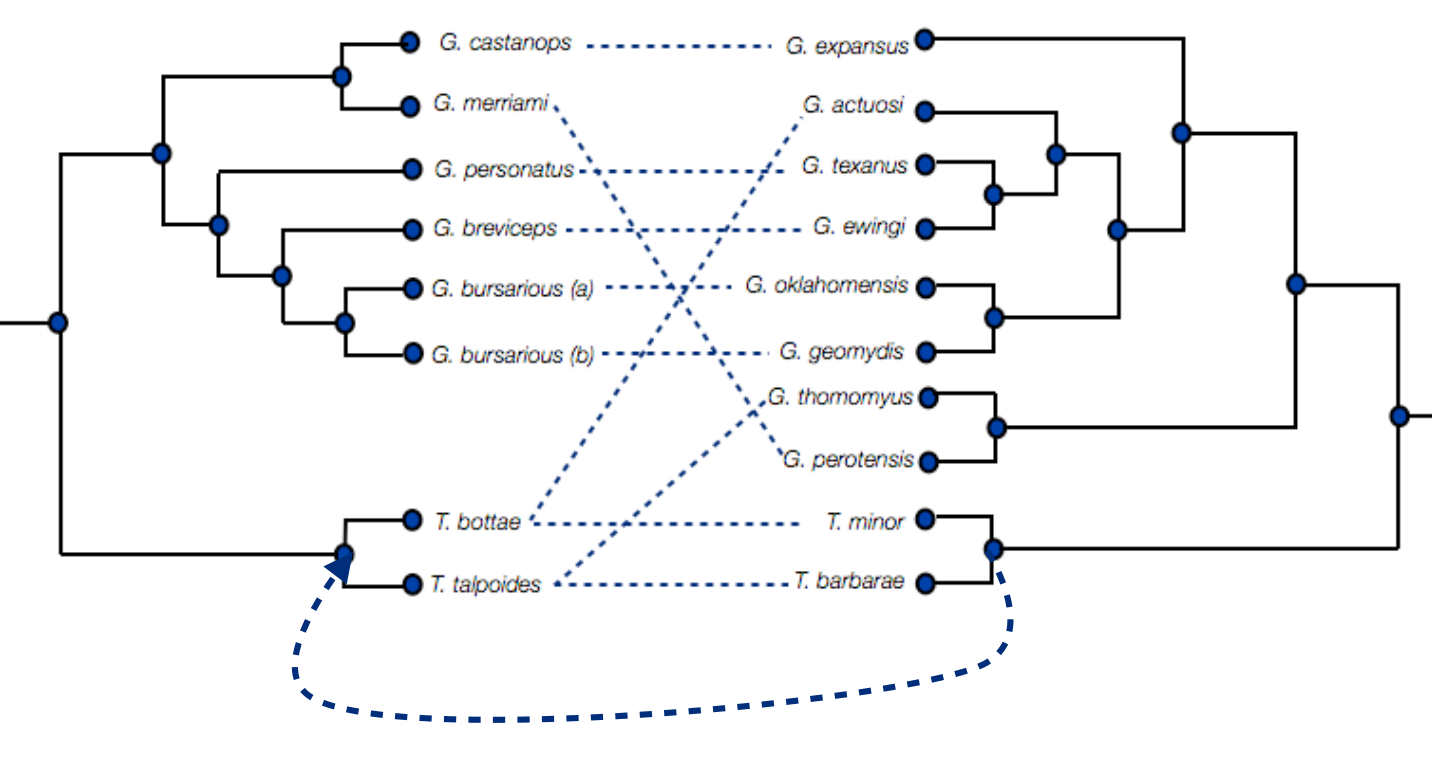 G. castanops
G. expansus
G. merriami
G. actuosi
G. personatus
G. texanus
G. breviceps
G. ewingi
G. bursarious (a)
G. oklahomensis
G. bursarious (b)
G. geomydis
G. thomomyus
G. perotensis
T. bottae
T. minor
T. talpoides
T. barbarae